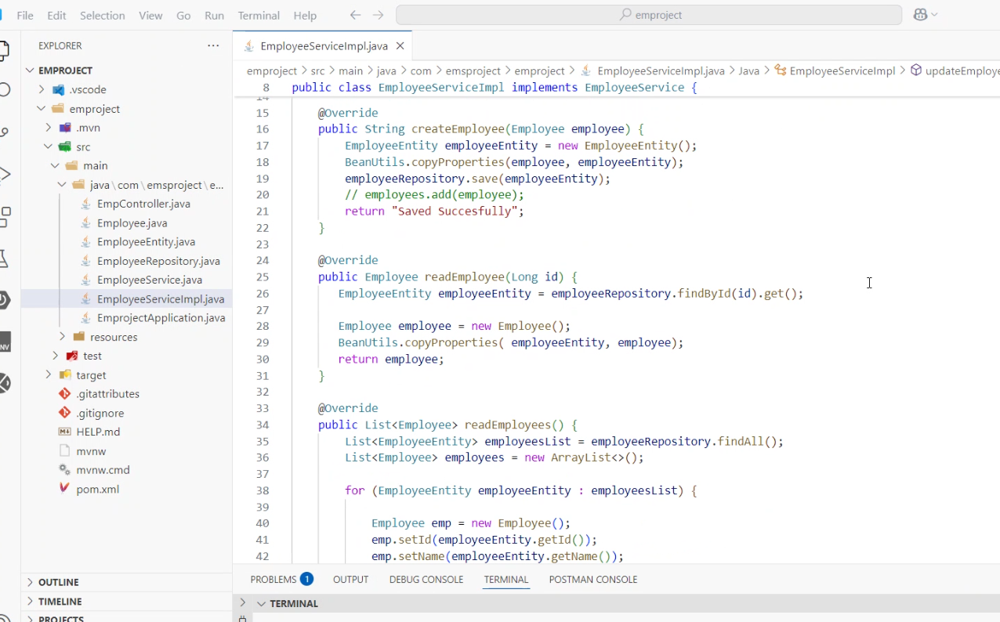 File Edit Selection View Go Run Terminal Help
emproject
EXPLORER
EMPROJECT
.vscode
emproject
.mvn
src
main
java\com\emsproject\e...
EmpController.java
Employee.java
EmployeeEntity.java
EmployeeRepository.java
EmployeeService.java
EmployeeServiceImpl.java
EmprojectApplication.java
resources
test
target
.gitattributes
.gitignore
HELP.md
mvnw
mvnw.cmd
pom.xml
OUTLINE
TIMELINE
PROJECTS
EmployeeServiceImpl.java
emproject > src > main > java > com > emsproject > emproject > EmployeeServiceImpl.java > Java > EmployeeServiceImpl > updateEmploye
8 public class EmployeeServiceImpl implements EmployeeService {
14
15 @Override
16 public String createEmployee(Employee employee) {
17 EmployeeEntity employeeEntity = new EmployeeEntity();
18 BeanUtils.copyProperties(employee, employeeEntity);
19 employeeRepository.save(employeeEntity);
20 // employees.add(employee);
21 return "Saved Succesfully";
22 }
23
24 @Override
25 public Employee readEmployee(Long id) {
26 EmployeeEntity employeeEntity = employeeRepository.findById(id).get();
27
28 Employee employee = new Employee();
29 BeanUtils.copyProperties( employeeEntity, employee);
30 return employee;
31 }
32
33 @Override
34 public List<Employee> readEmployees() {
35 List<EmployeeEntity> employeesList = employeeRepository.findAll();
36 List<Employee> employees = new ArrayList<>();
37
38 for (EmployeeEntity employeeEntity : employeesList) {
39
40 Employee emp = new Employee();
41 emp.setId(employeeEntity.getId());
42 emp.setName(employeeEntity.getName());
PROBLEMS 1 OUTPUT DEBUG CONSOLE TERMINAL POSTMAN CONSOLE
TERMINAL